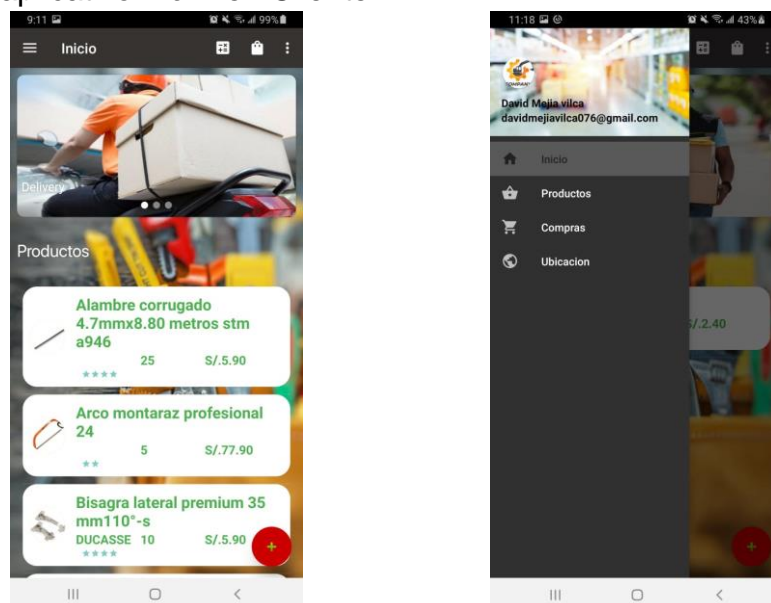 9:11
99%
Inicio
Delivery
Productos
Alambre corrugado
4.7mmx8.80 metros stm
a946
25 S/.5.90
Arco montaraz profesional
24
5 S/.77.90
Bisagra lateral premium 35
mm110°-s
DUCASSE 10 S/.5.90
+
11:18
43%
COMPANY
David Mejia vilca
davidmejiavilca076@gmail.com
Inicio
Productos
Compras
Ubicacion
S/.2.40
+